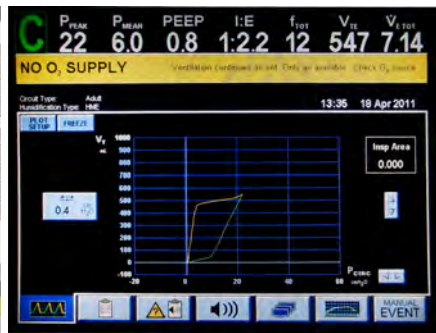 C PPEAK PMEAN PEEP I:E fTOT VTE VE TOT
22 6.0 0.8 1:2.2 12 547 7.14
NO O₂ SUPPLY Ventilation continues as set. Only air available. Check O₂ source.
Circuit Type: Adult
Humidification Type: HME
13:35 18 Apr 2011
PLOT SETUP
FREEZE
VT
mL
1000
900
800
700
600
500
400
300
200
100
0
-100
-20 0 20 40 60
Insp Area
0.000
0.4
PCIRC
cmH₂O
MANUAL
EVENT